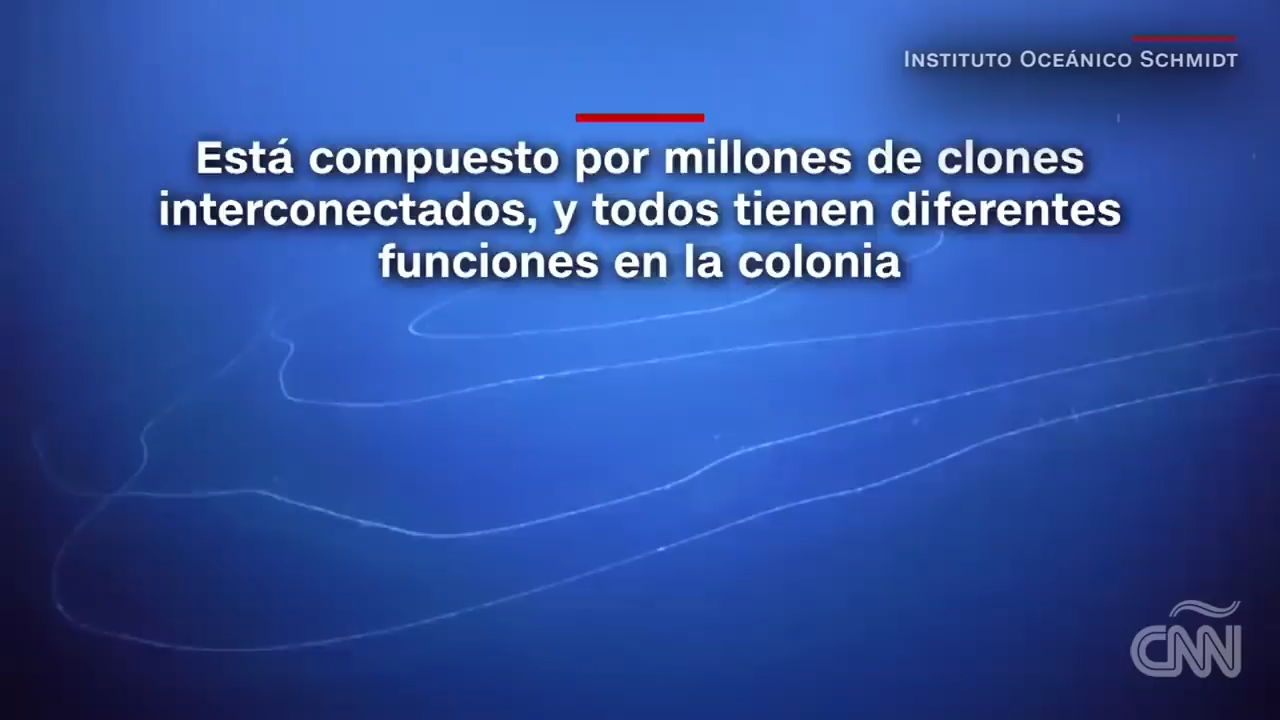 INSTITUTO OCEÁNICO SCHMIDT
Está compuesto por millones de clones
interconectados, y todos tienen diferentes
funciones en la colonia
CNN